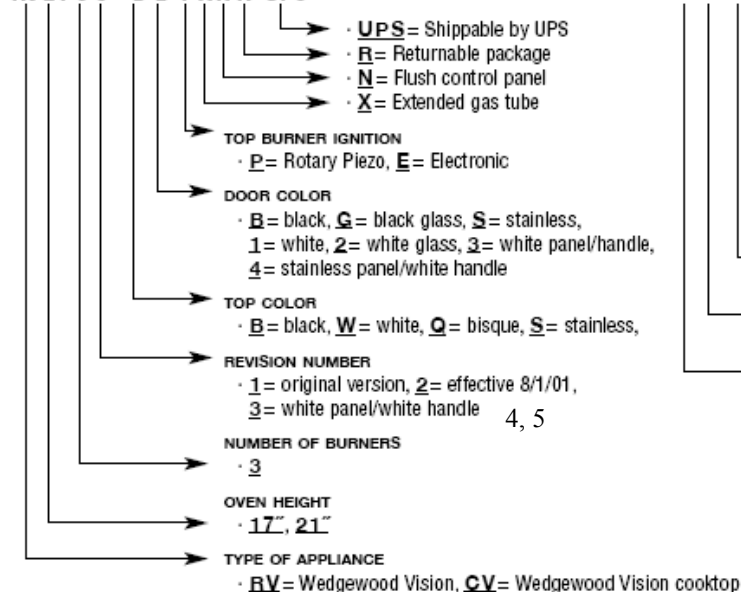 · UPS= Shippable by UPS
· R= Returnable package
· N= Flush control panel
· X= Extended gas tube
TOP BURNER IGNITION
· P= Rotary Piezo, E= Electronic
DOOR COLOR
· B= black, G= black glass, S= stainless,
1= white, 2= white glass, 3= white panel/handle,
4= stainless panel/white handle
TOP COLOR
· B= black, W= white, Q= bisque, S= stainless,
REVISION NUMBER
· 1= original version, 2= effective 8/1/01,
3= white panel/white handle 4, 5
NUMBER OF BURNERS
· 3
OVEN HEIGHT
· 17″, 21″
TYPE OF APPLIANCE
· RV= Wedgewood Vision, CV= Wedgewood Vision cooktop